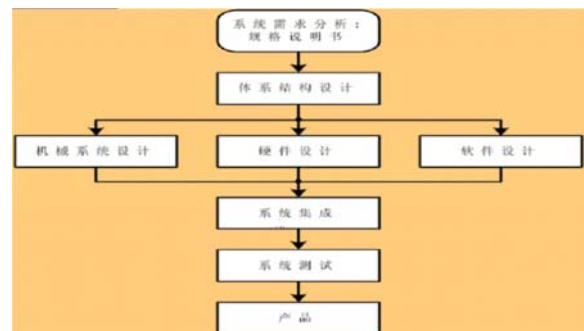 系统需求分析：
规格说明书
体系结构设计
机械系统设计
硬件设计
软件设计
系统集成
系统测试
产品